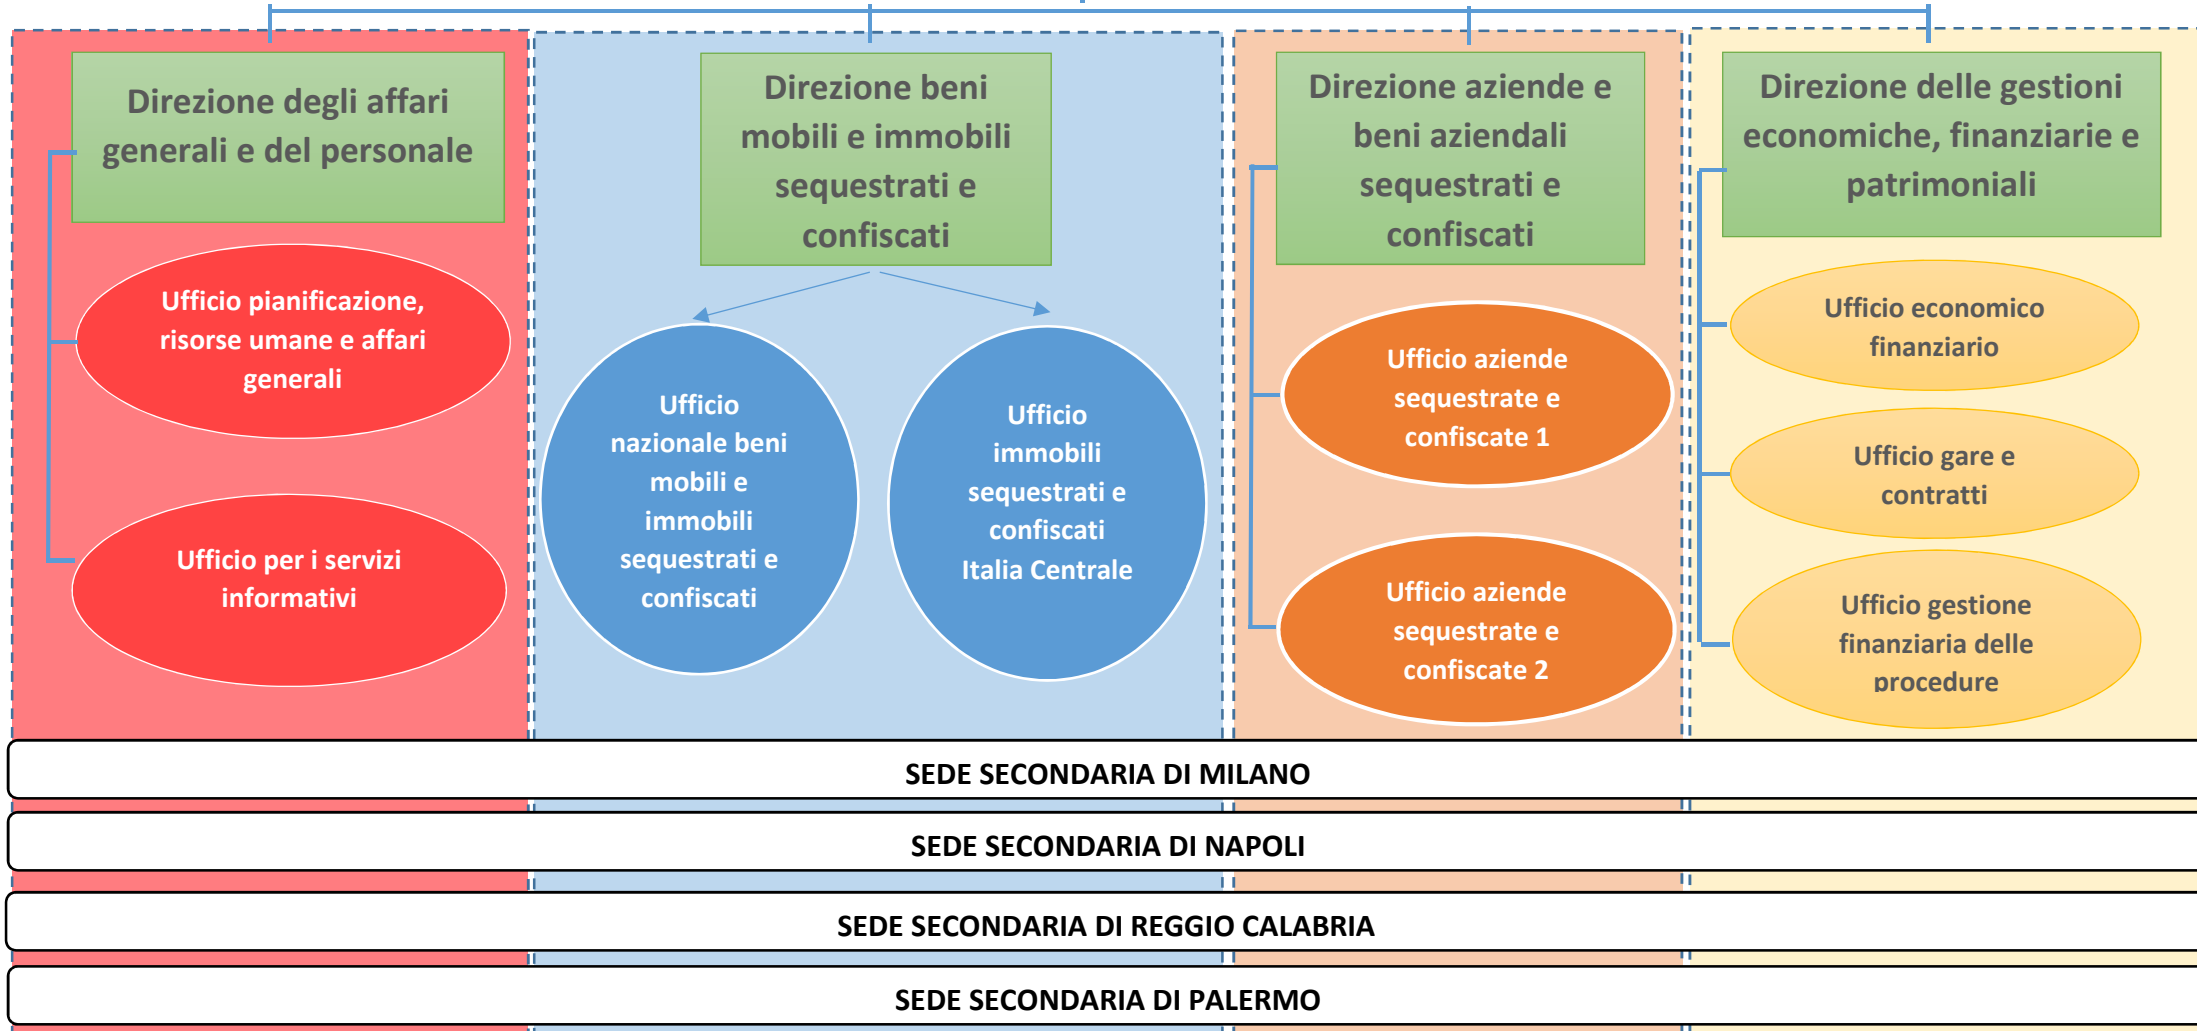 Direzione degli affari
generali e del personale
Direzione beni
mobili e immobili
sequestrati e
confiscati
Direzione aziende e
beni aziendali
sequestrati e
confiscati
Direzione delle gestioni
economiche, finanziarie e
patrimoniali
Ufficio pianificazione,
risorse umane e affari
generali
Ufficio per i servizi
informativi
Ufficio
nazionale beni
mobili e
immobili
sequestrati e
confiscati
Ufficio
immobili
sequestrati e
confiscati
Italia Centrale
Ufficio aziende
sequestrate e
confiscate 1
Ufficio aziende
sequestrate e
confiscate 2
Ufficio economico
finanziario
Ufficio gare e
contratti
Ufficio gestione
finanziaria delle
procedure
SEDE SECONDARIA DI MILANO
SEDE SECONDARIA DI NAPOLI
SEDE SECONDARIA DI REGGIO CALABRIA
SEDE SECONDARIA DI PALERMO